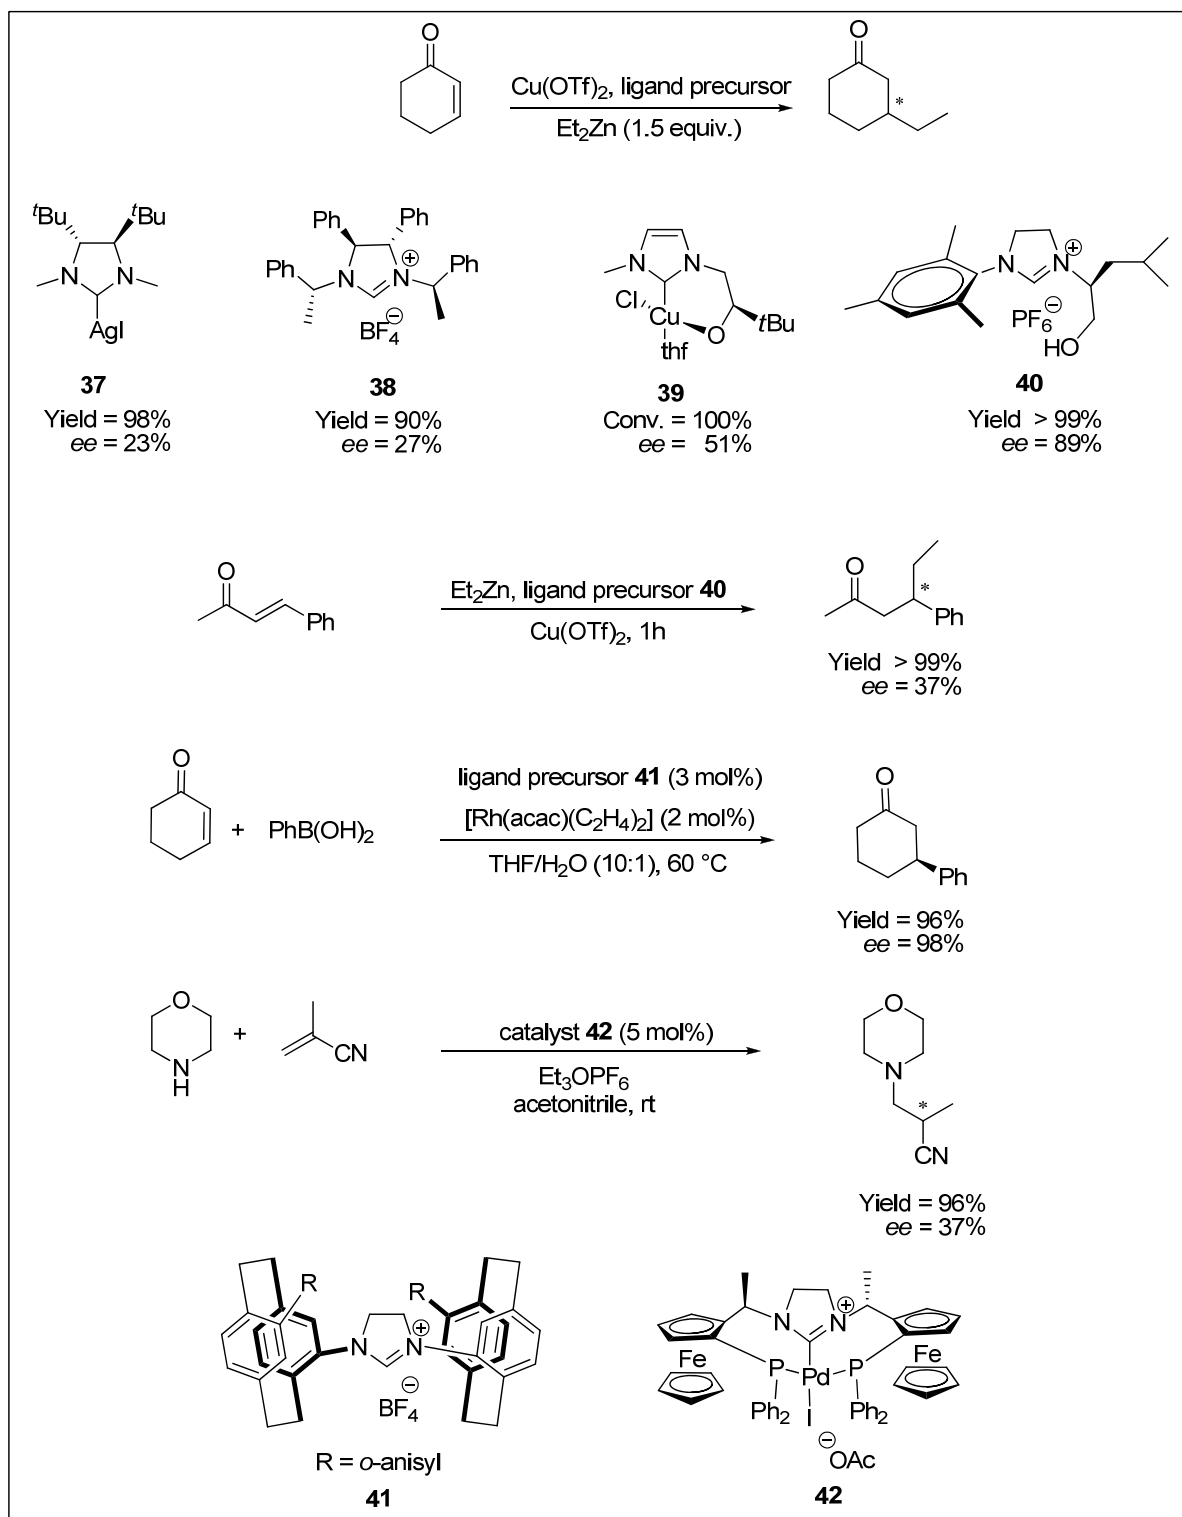 O
O
Cu(OTf)₂, ligand precursor
Et₂Zn (1.5 equiv.)
*
ᵗBu ᵗBu
N N
AgI
37
Yield = 98%
ee = 23%
Ph Ph
Ph Ph
N N ⊕
BF₄ ⊖
38
Yield = 90%
ee = 27%
N N
Cl
Cu
O
tBu
thf
39
Conv. = 100%
ee = 51%
N N ⊕
PF₆ ⊖
HO
40
Yield > 99%
ee = 89%
O
Ph
Et₂Zn, ligand precursor 40
Cu(OTf)₂, 1h
O
*
Ph
Yield > 99%
ee = 37%
O
+ PhB(OH)₂
ligand precursor 41 (3 mol%)
[Rh(acac)(C₂H₄)₂] (2 mol%)
THF/H₂O (10:1), 60 °C
O
Ph
Yield = 96%
ee = 98%
O
N
H
+
CN
catalyst 42 (5 mol%)
Et₃OPF₆
acetonitrile, rt
O
N
*
CN
Yield = 96%
ee = 37%
R R
N N ⊕
BF₄ ⊖
R = o-anisyl
41
N N ⊕
Fe Fe
P Pd P
Ph₂ Ph₂
I
⊖
OAc
42